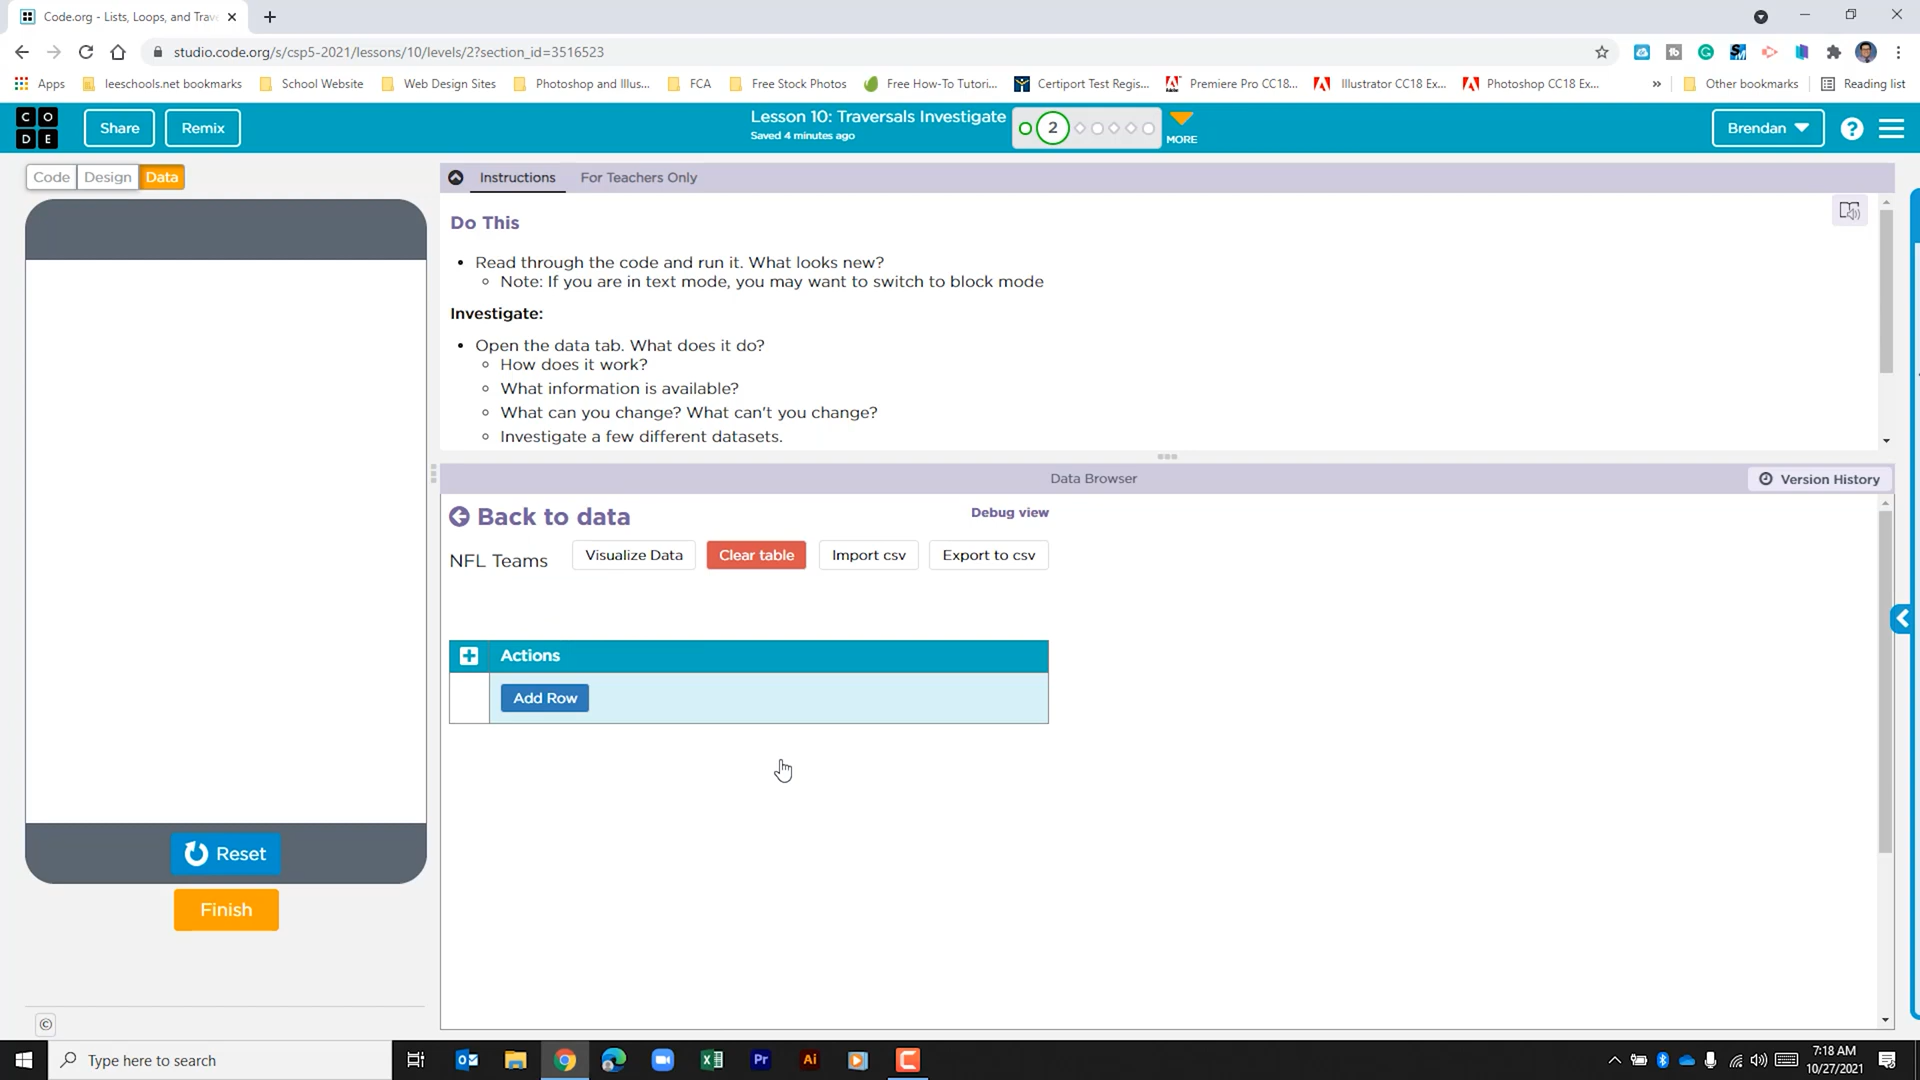 Code.org - Lists, Loops, and Trav
studio.code.org/s/csp5-2021/lessons/10/levels/2?section_id=3516523
Apps
leeschools.net bookmarks
School Website
Web Design Sites
Photoshop and Illus...
FCA
Free Stock Photos
Free How-To Tutori...
Certiport Test Regis...
Premiere Pro CC18...
Illustrator CC18 Ex...
Photoshop CC18 Ex...
»
Other bookmarks
Reading list
C O
D E
Share
Remix
Lesson 10: Traversals Investigate
Saved 4 minutes ago
2
MORE
Brendan
?
Code
Design
Data
Instructions
For Teachers Only
Do This
• Read through the code and run it. What looks new?
Note: If you are in text mode, you may want to switch to block mode
Investigate:
• Open the data tab. What does it do?
How does it work?
What information is available?
What can you change? What can't you change?
Investigate a few different datasets.
Data Browser
Version History
Back to data
Debug view
NFL Teams
Visualize Data
Clear table
Import csv
Export to csv
Actions
Add Row
Reset
Finish
©
Type here to search
Pr
Ai
7:18 AM
10/27/2021